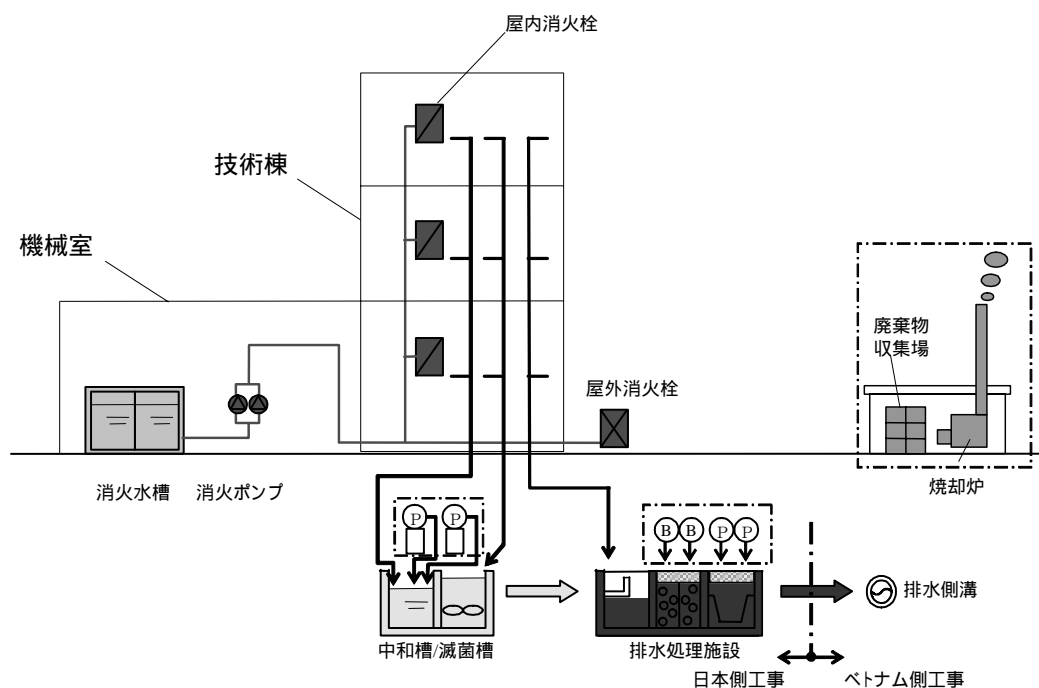 屋内消火栓
技術棟
機械室
廃棄物
収集場
屋外消火栓
消火水槽
消火ポンプ
焼却炉
P P
B B P P
排水側溝
中和槽/滅菌槽
排水処理施設
日本側工事
ベトナム側工事